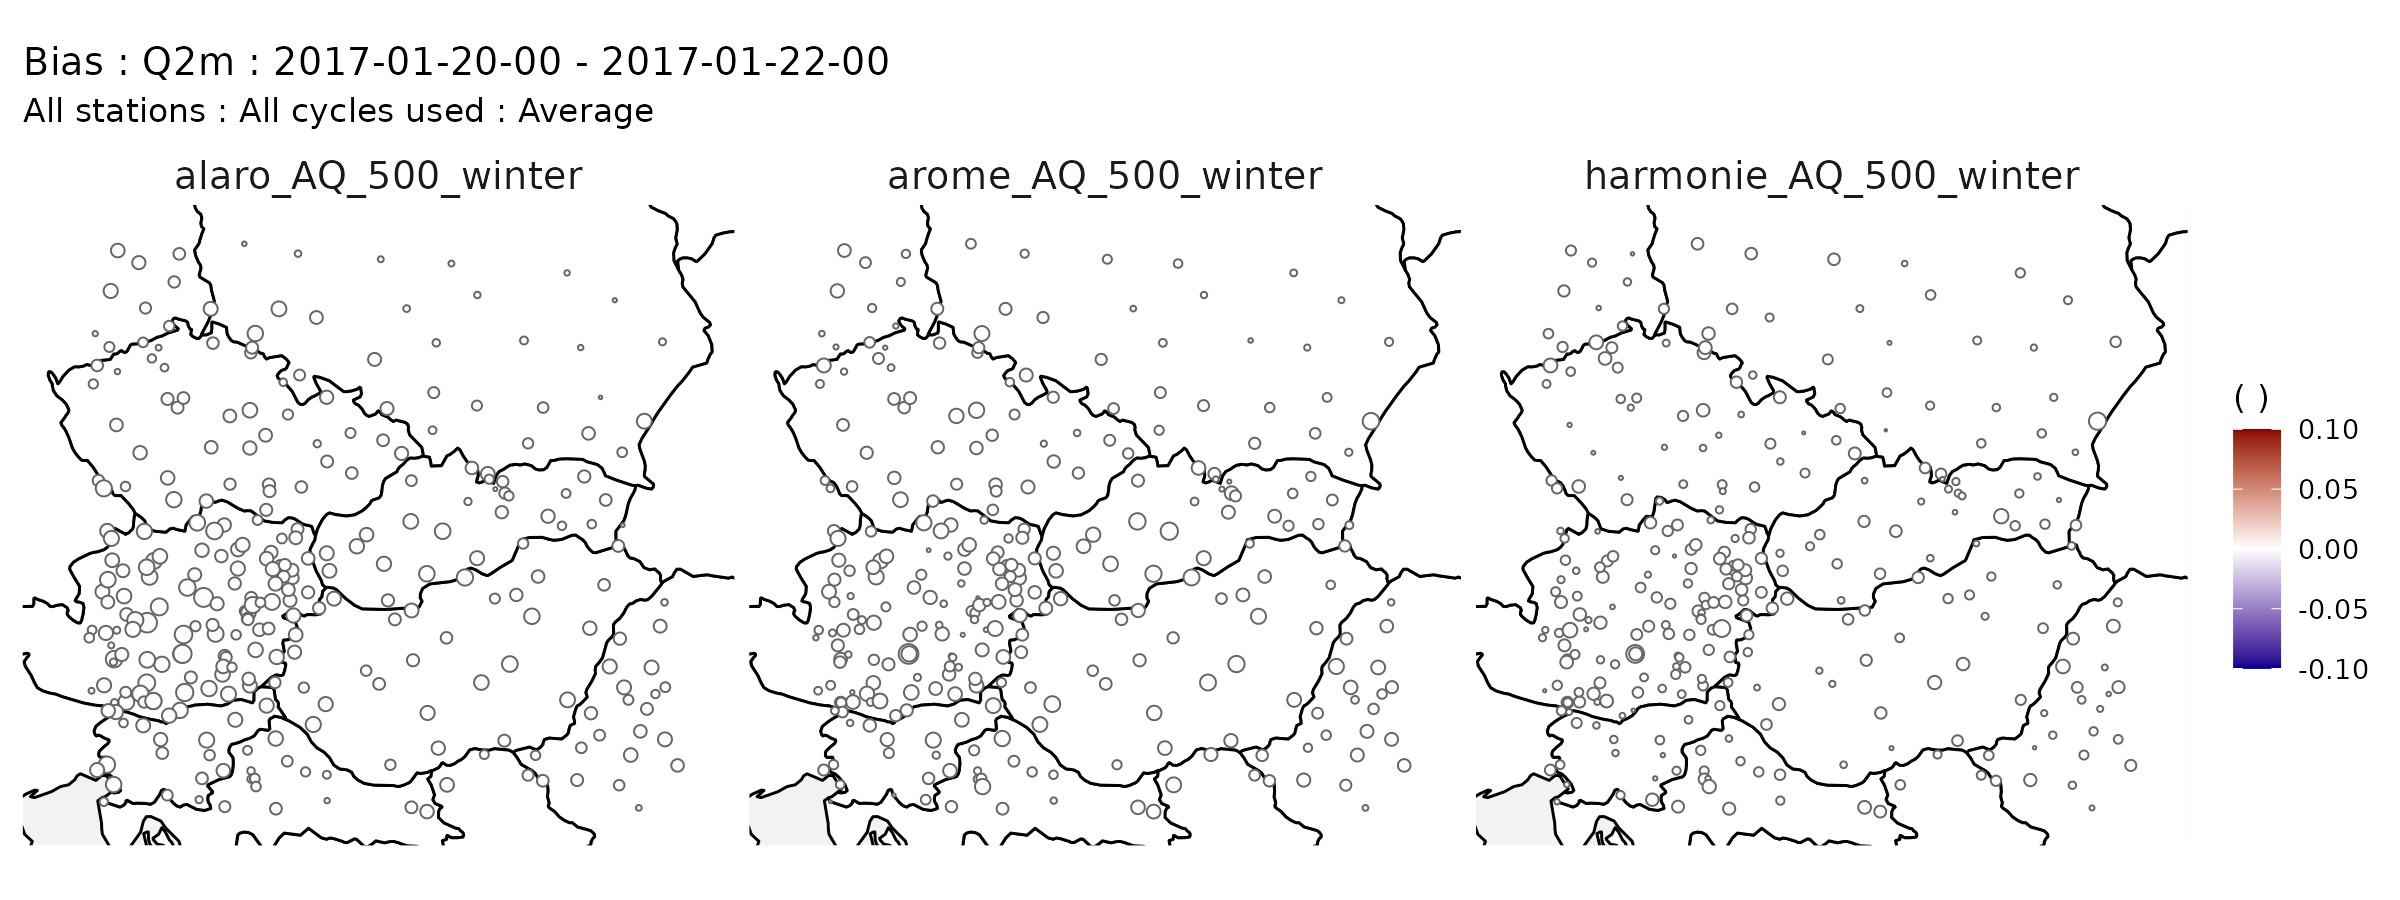 Bias : Q2m : 2017-01-20-00 - 2017-01-22-00
All stations : All cycles used : Average
alaro_AQ_500_winter
arome_AQ_500_winter
harmonie_AQ_500_winter
( )
0.10
0.05
0.00
-0.05
-0.10